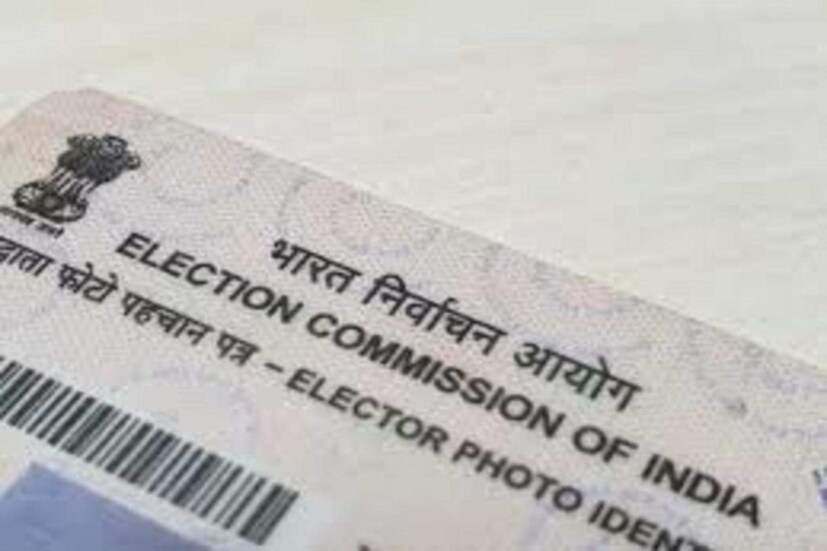 भारत निर्वाचन आयोग
ELECTION COMMISSION OF INDIA
फोटो पहचान पत्र – ELECTOR PHOTO